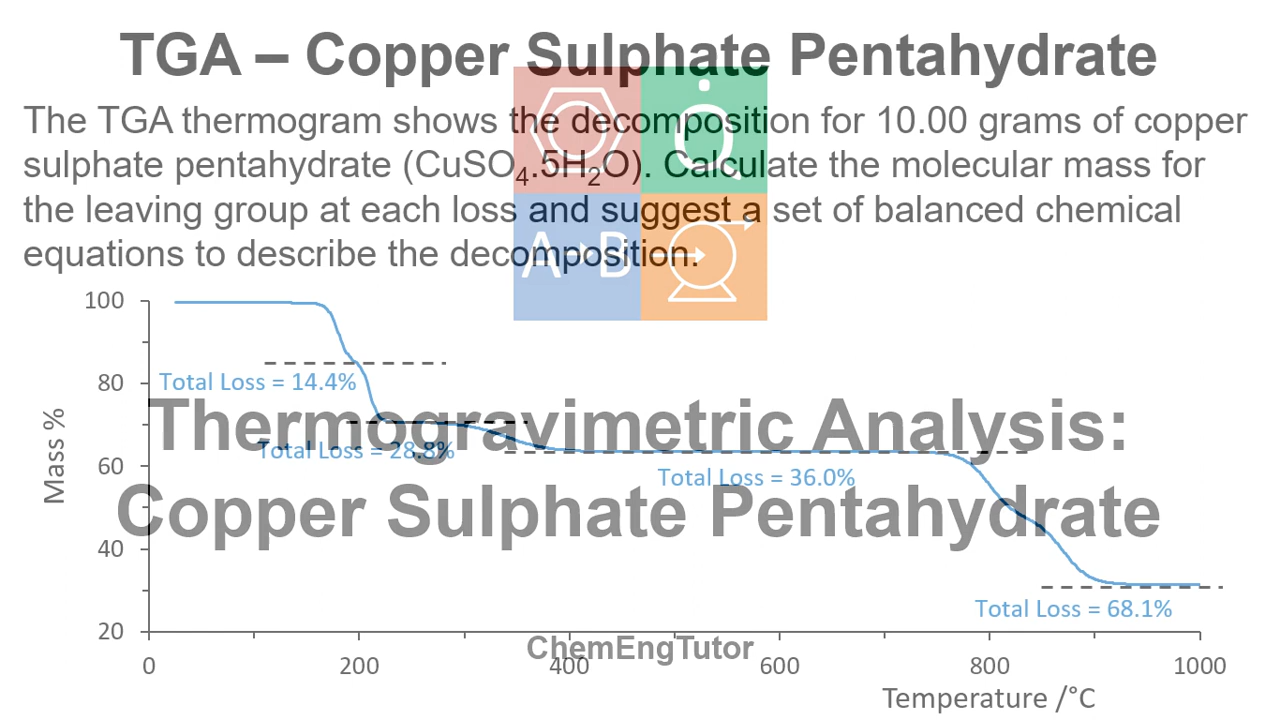 TGA – Copper Sulphate Pentahydrate
The TGA thermogram shows the decomposition for 10.00 grams of copper
sulphate pentahydrate (CuSO₄.5H₂O). Calculate the molecular mass for
the leaving group at each loss and suggest a set of balanced chemical
equations to describe the decomposition.
Q̇
A→B
100
80
60
40
20
Mass %
Total Loss = 14.4%
Total Loss = 28.8%
Total Loss = 36.0%
Total Loss = 68.1%
Thermogravimetric Analysis:
Copper Sulphate Pentahydrate
ChemEngTutor
0
200
400
600
800
1000
Temperature /°C